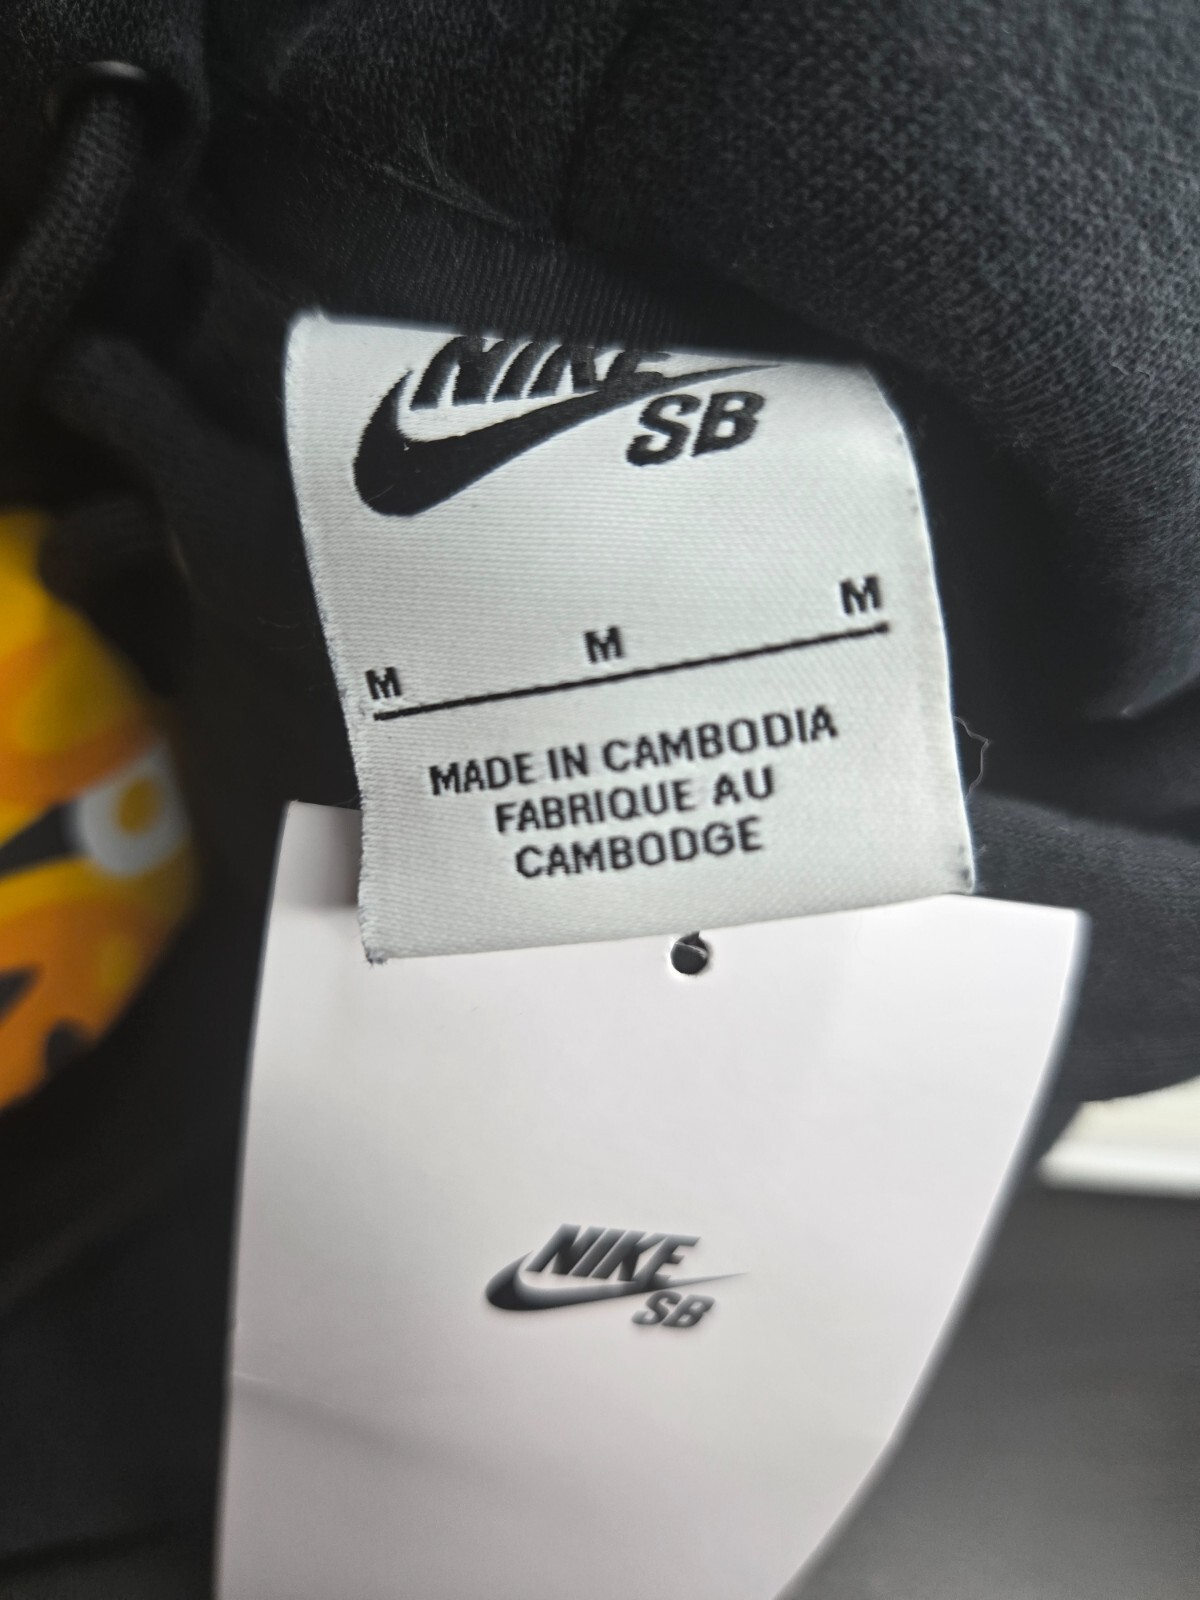 NIKE
SB
M M M
MADE IN CAMBODIA
FABRIQUE AU
CAMBODGE
NIKE
SB